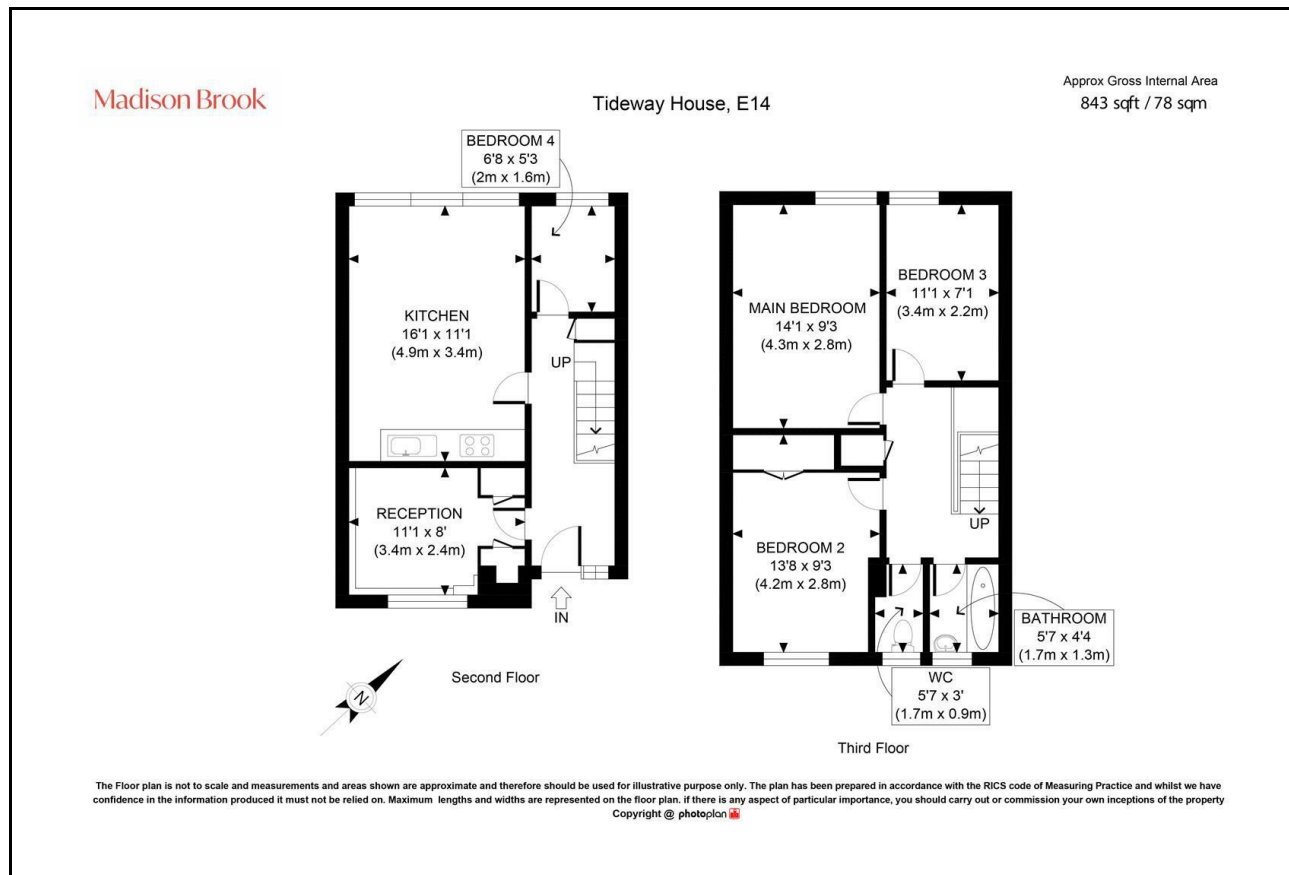 Madison Brook
Tideway House, E14
Approx Gross Internal Area
843 sqft / 78 sqm
BEDROOM 4
6'8 x 5'3
(2m x 1.6m)
KITCHEN
16'1 x 11'1
(4.9m x 3.4m)
UP
RECEPTION
11'1 x 8'
(3.4m x 2.4m)
IN
Second Floor
N
MAIN BEDROOM
14'1 x 9'3
(4.3m x 2.8m)
BEDROOM 3
11'1 x 7'1
(3.4m x 2.2m)
BEDROOM 2
13'8 x 9'3
(4.2m x 2.8m)
UP
BATHROOM
5'7 x 4'4
(1.7m x 1.3m)
WC
5'7 x 3'
(1.7m x 0.9m)
Third Floor
The Floor plan is not to scale and measurements and areas shown are approximate and therefore should be used for illustrative purpose only. The plan has been prepared in accordance with the RICS code of Measuring Practice and whilst we have
confidence in the information produced it must not be relied on. Maximum lengths and widths are represented on the floor plan. if there is any aspect of particular importance, you should carry out or commission your own inceptions of the property
Copyright @ photoplan